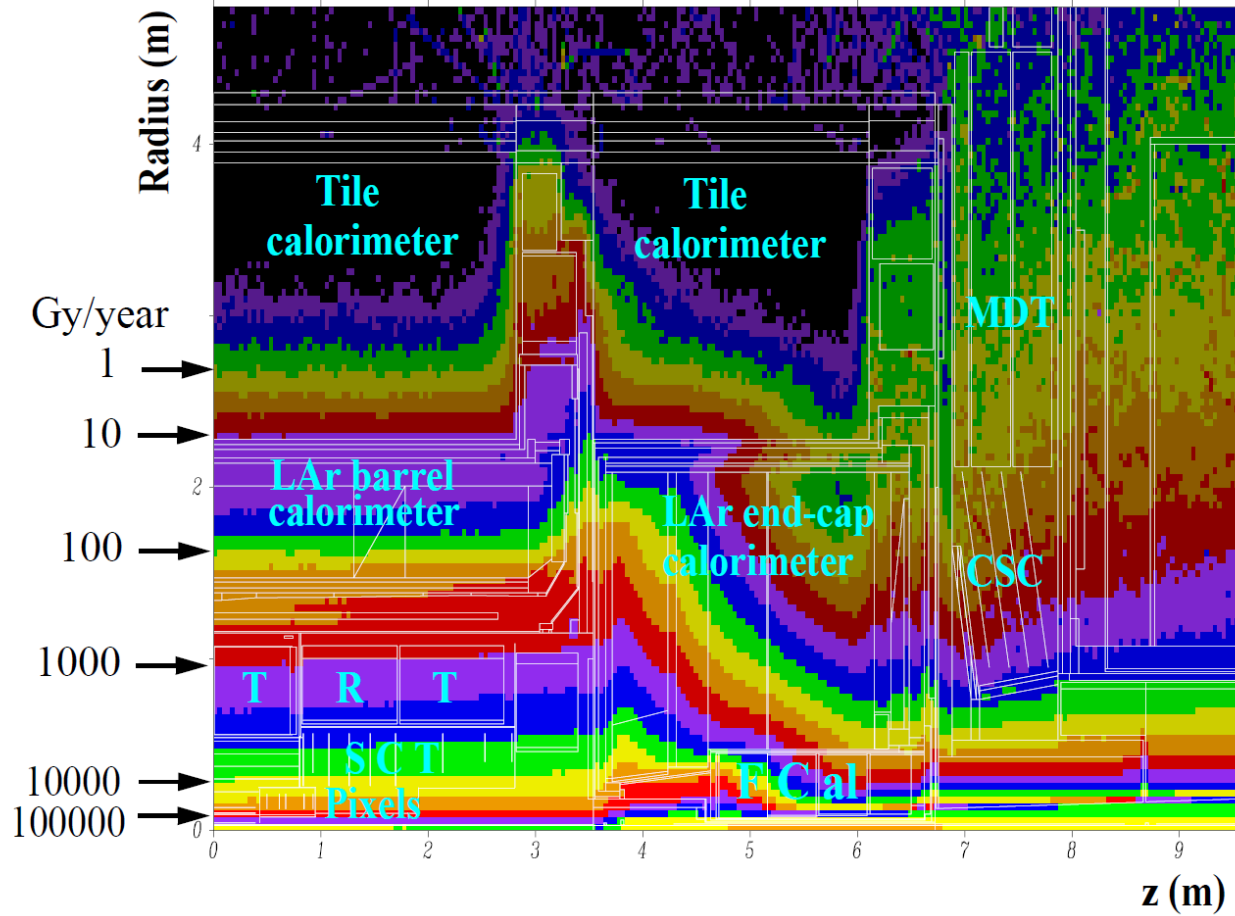 Radius (m)
4
Tile
calorimeter
Tile
calorimeter
Gy/year
1
MDT
10
2
LAr barrel
calorimeter
LAr end-cap
calorimeter
100
CSC
1000
T R T
S C T
10000
Pixels
F C al
100000
0
0 1 2 3 4 5 6 7 8 9
z (m)